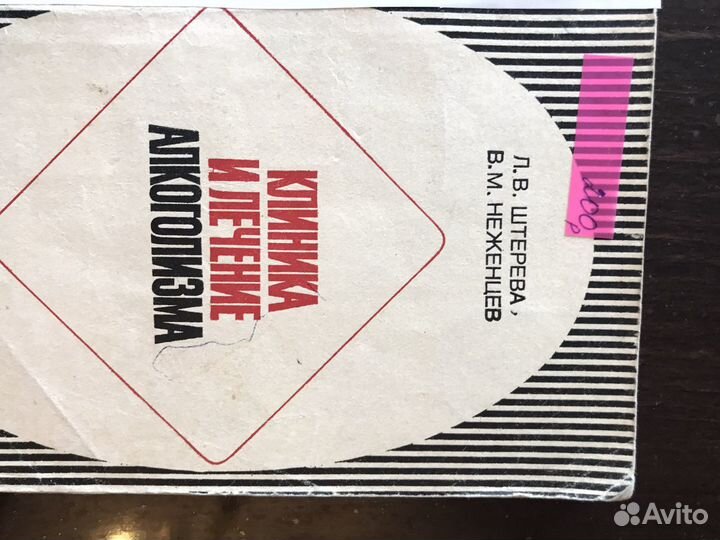 200р
Л. В. ШТЕРЕВА,
В. М. НЕЖЕНЦЕВ
КЛИНИКА
И ЛЕЧЕНИЕ
АЛКОГОЛИЗМА
Avito